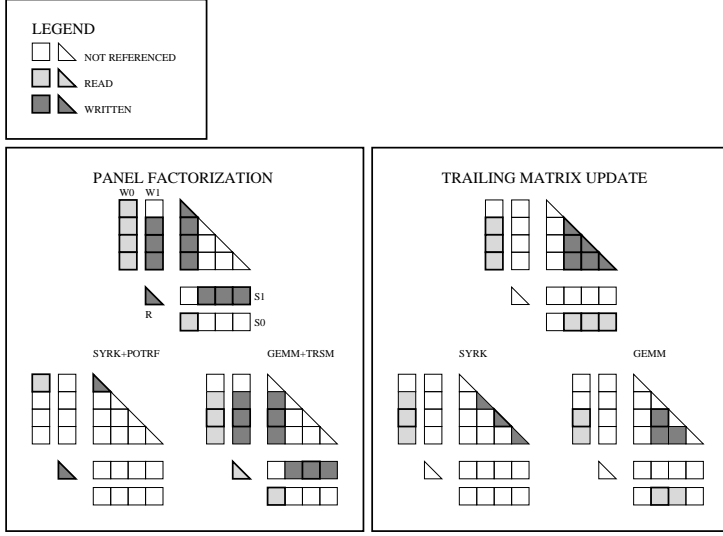 LEGEND
NOT REFERENCED
READ
WRITTEN
PANEL FACTORIZATION
W0 W1
S1
R
S0
SYRK+POTRF
GEMM+TRSM
TRAILING MATRIX UPDATE
SYRK
GEMM